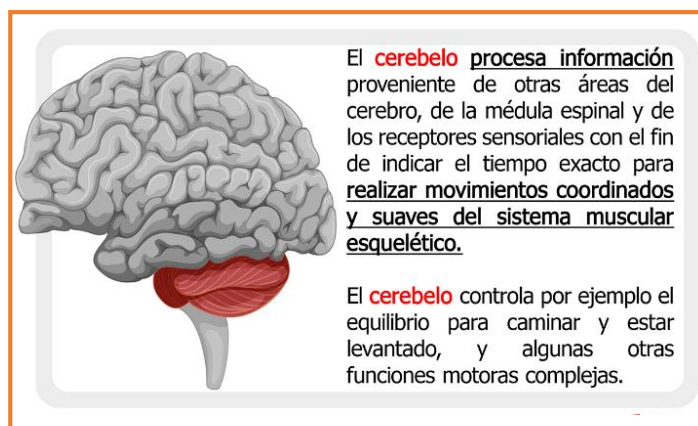 El cerebelo procesa información
proveniente de otras áreas del
cerebro, de la médula espinal y de
los receptores sensoriales con el fin
de indicar el tiempo exacto para
realizar movimientos coordinados
y suaves del sistema muscular
esquelético.
El cerebelo controla por ejemplo el
equilibrio para caminar y estar
levantado, y algunas otras
funciones motoras complejas.